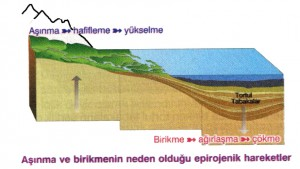 Aşınma ➽ hafifleme ➽ yükselme
Tortul
Tabakalar
Birikme ➽ ağırlaşma ➽ çökme
Aşınma ve birikmenin neden olduğu epirojenik hareketler